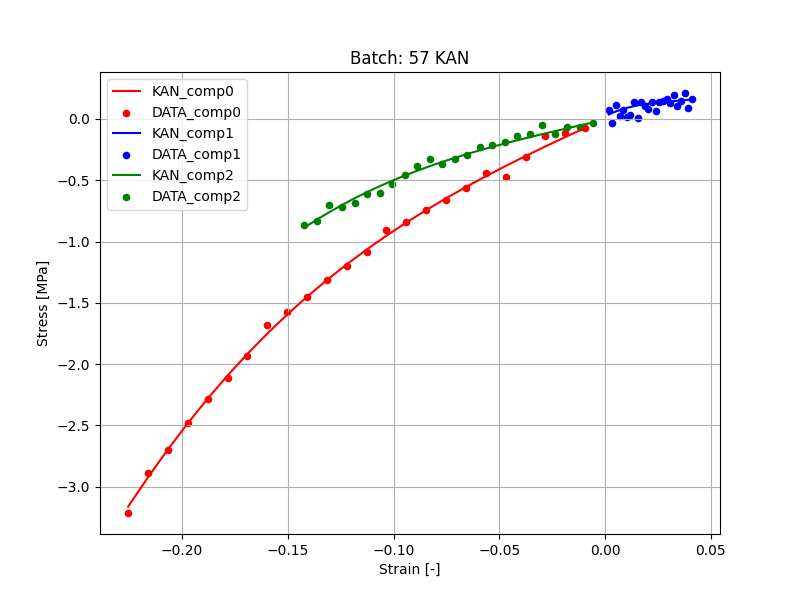 Batch: 57 KAN
KAN_comp0
DATA_comp0
KAN_comp1
DATA_comp1
KAN_comp2
DATA_comp2
0.0
−0.5
−1.0
−1.5
−2.0
−2.5
−3.0
Stress [MPa]
−0.20 −0.15 −0.10 −0.05 0.00 0.05
Strain [-]